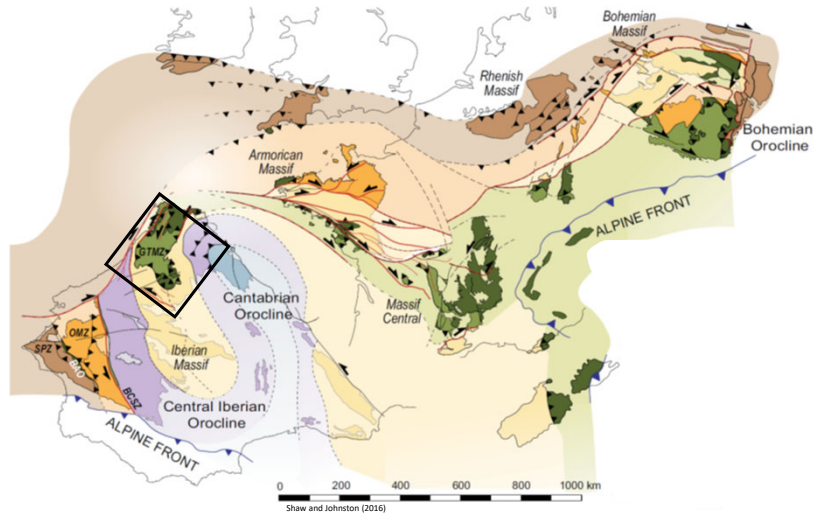 Bohemian
Massif
Rhenish
Massif
Bohemian
Orocline
Armorican
Massif
ALPINE FRONT
GTMZ
Cantabrian
Orocline
Massif
Central
OMZ
SPZ
BAO
Iberian
Massif
BCSZ
Central Iberian
Orocline
ALPINE FRONT
0 200 400 600 800 1000 km
Shaw and Johnston (2016)